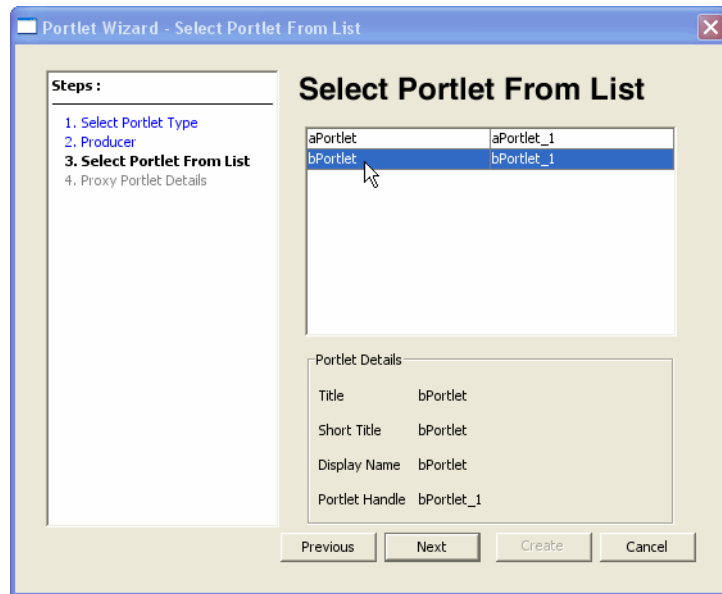 Portlet Wizard - Select Portlet From List
Steps :
1. Select Portlet Type
2. Producer
3. Select Portlet From List
4. Proxy Portlet Details
Select Portlet From List
aPortlet aPortlet_1
bPortlet bPortlet_1
Portlet Details
Title bPortlet
Short Title bPortlet
Display Name bPortlet
Portlet Handle bPortlet_1
Previous Next Create Cancel